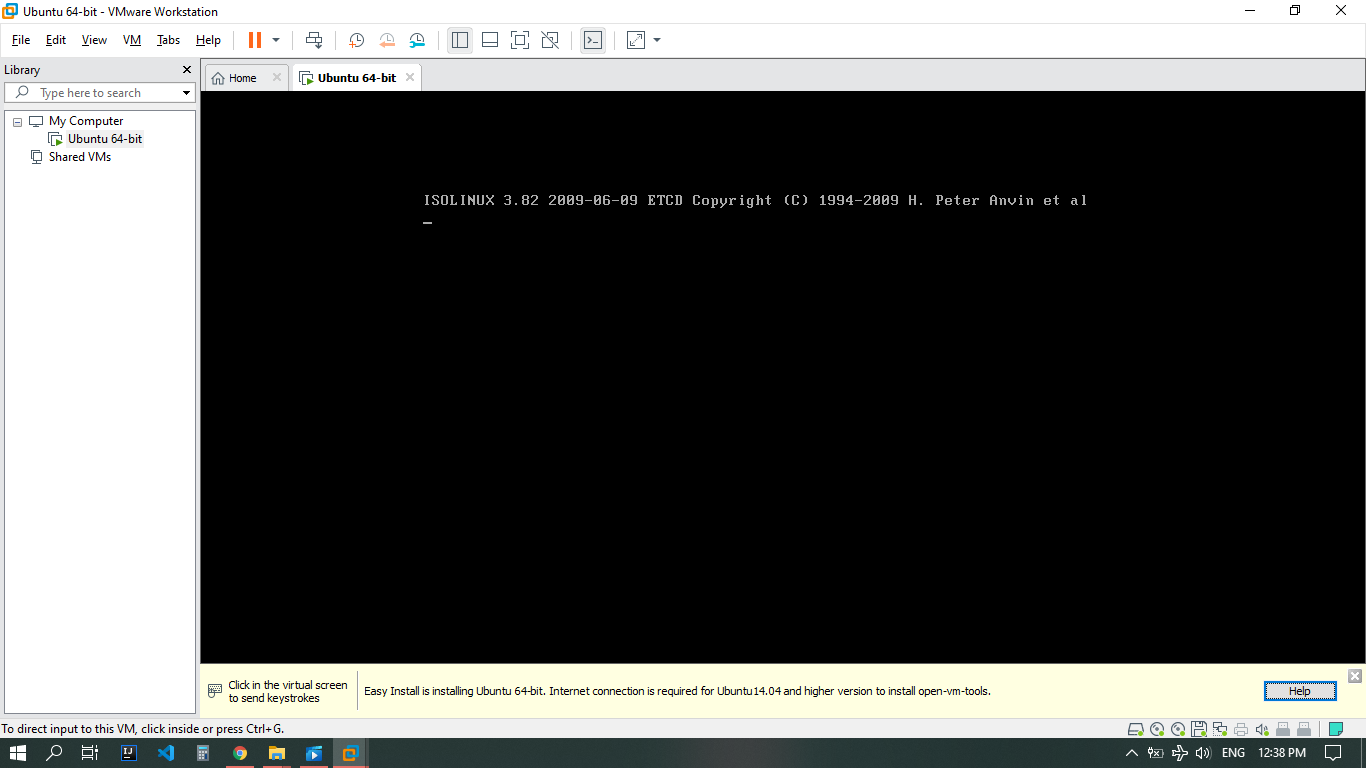 Ubuntu 64-bit - VMware Workstation
File Edit View VM Tabs Help
Library
Type here to search
My Computer
Ubuntu 64-bit
Shared VMs
Home
Ubuntu 64-bit
ISOLINUX 3.82 2009-06-09 ETCD Copyright (C) 1994-2009 H. Peter Anvin et al
_
Click in the virtual screen
to send keystrokes
Easy Install is installing Ubuntu 64-bit. Internet connection is required for Ubuntu14.04 and higher version to install open-vm-tools.
Help
To direct input to this VM, click inside or press Ctrl+G.
IJ
ENG
12:38 PM